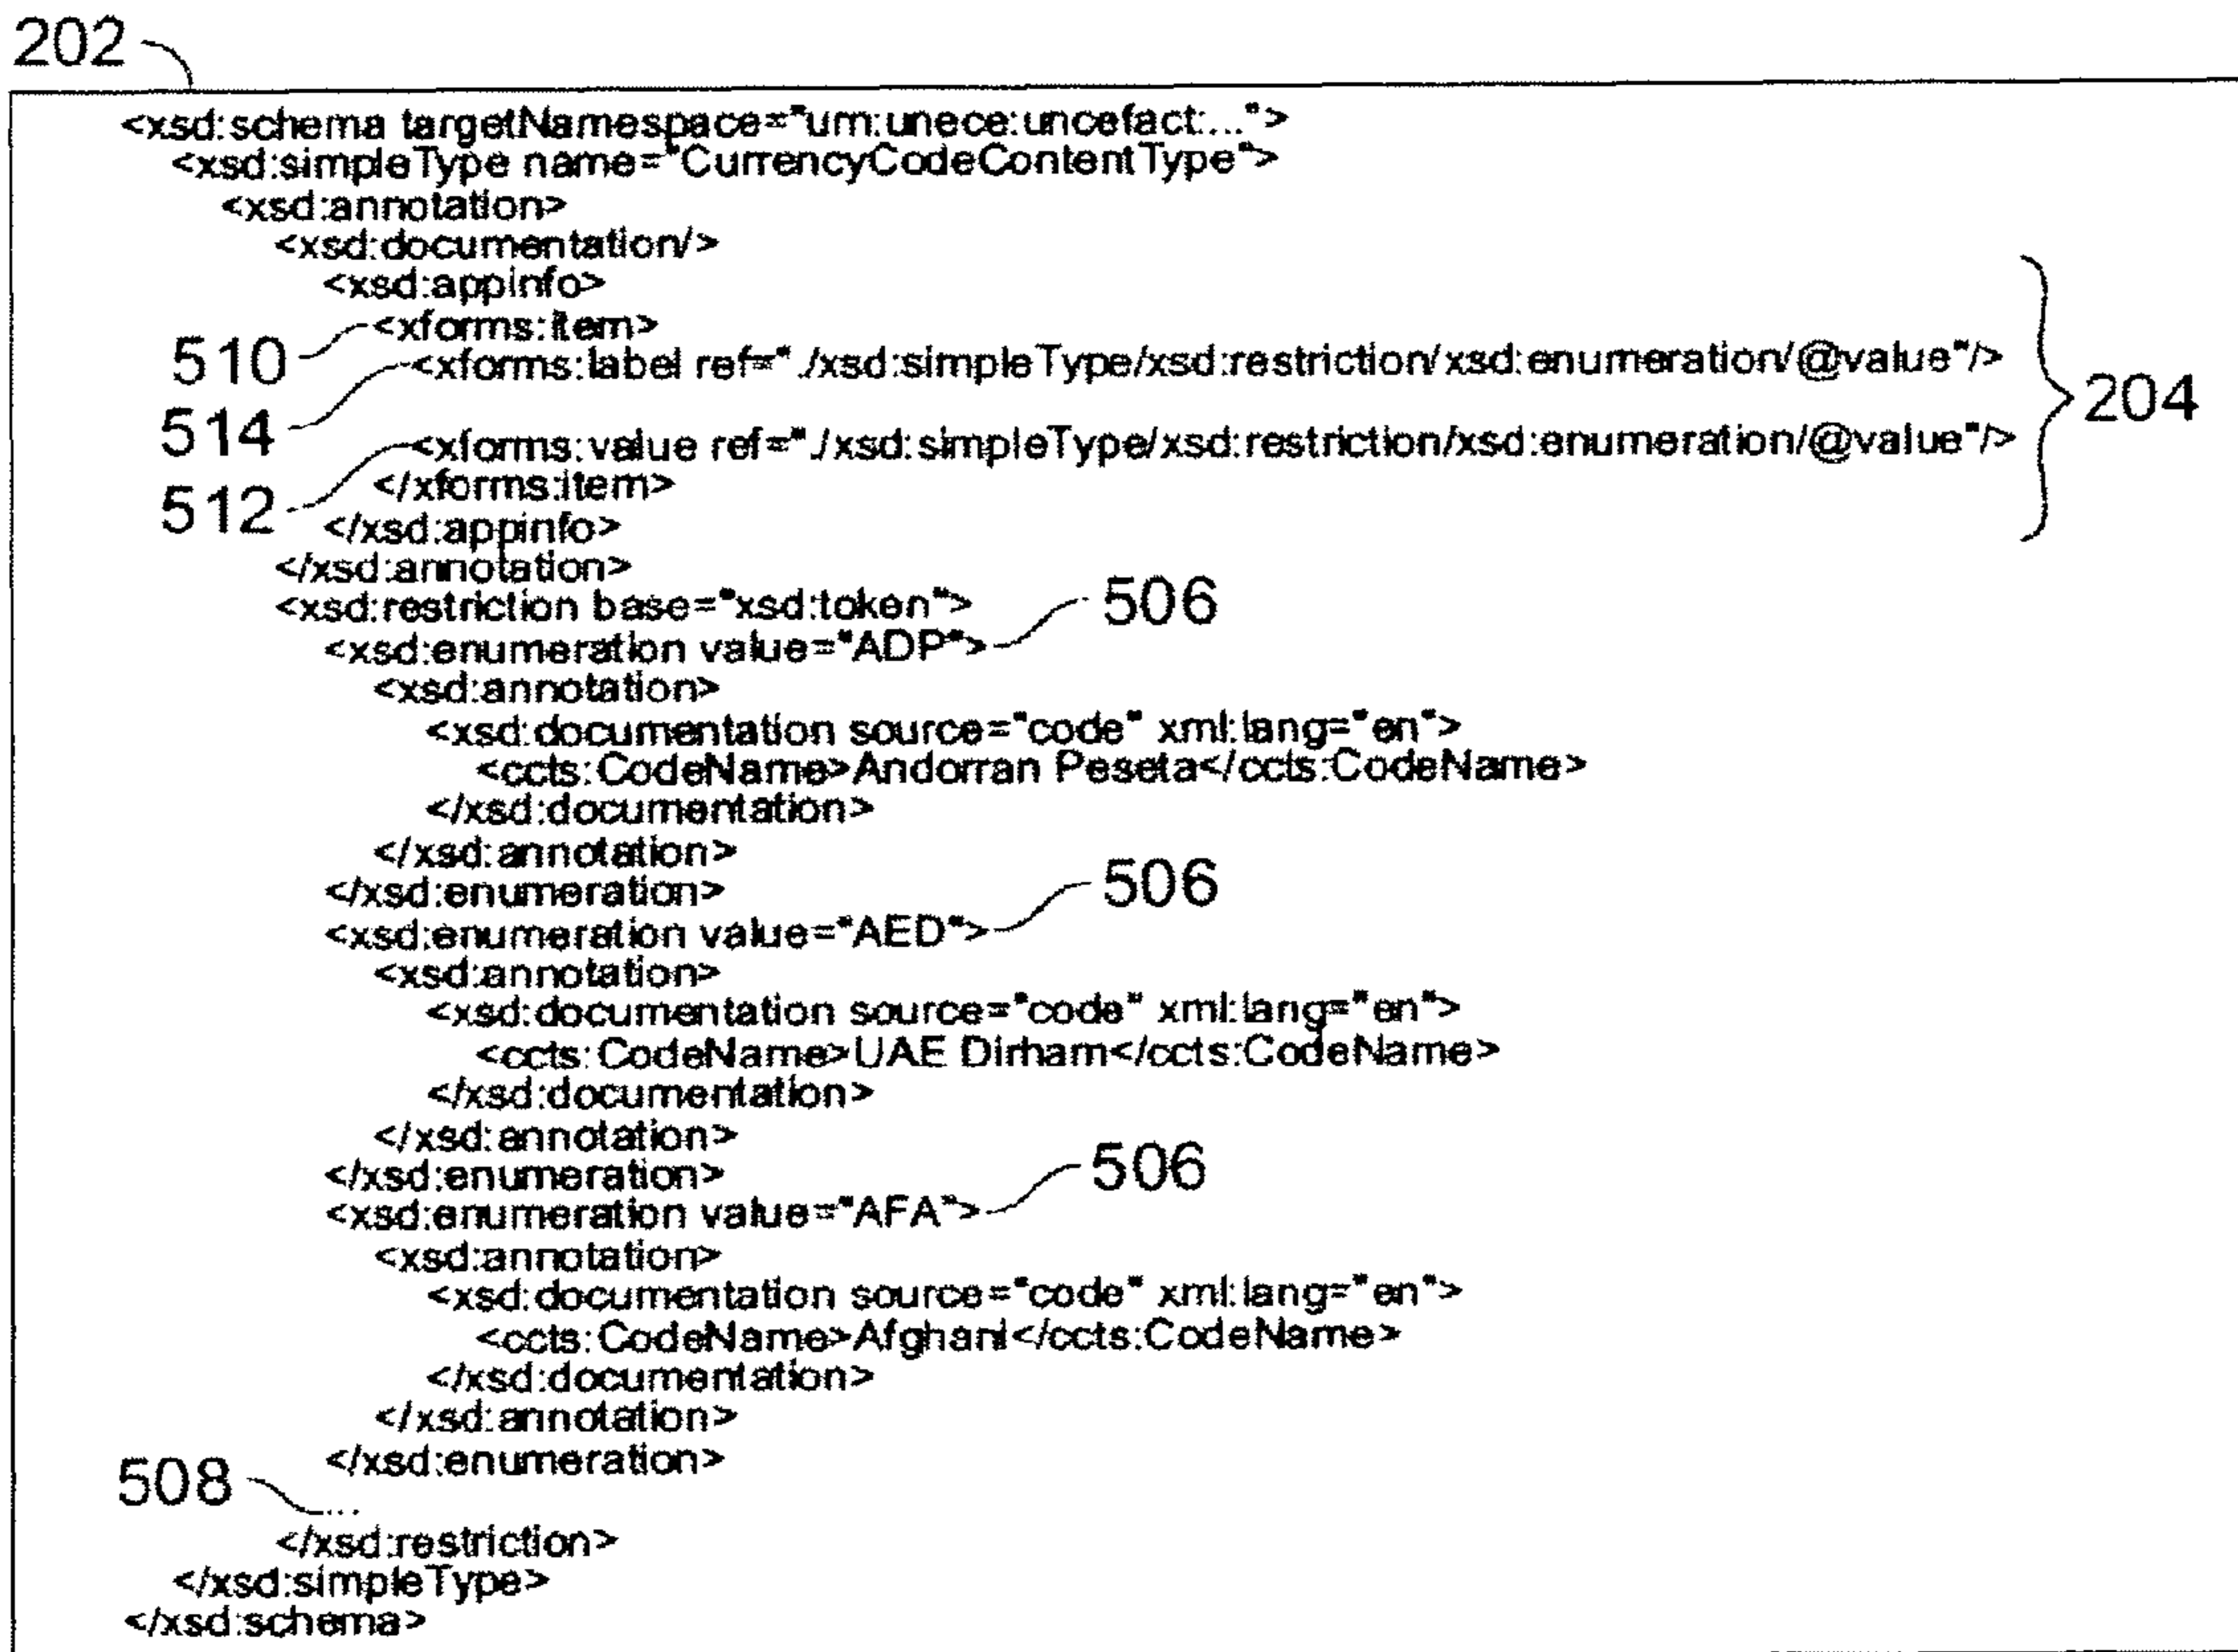 202
<xsd:schema targetNamespace="urn:unece:uncefact:...">
<xsd:simpleType name="CurrencyCodeContentType">
<xsd:annotation>
<xsd:documentation/>
<xsd:appinfo>
510 <xforms:item>
514 <xforms:label ref="./xsd:simpleType/xsd:restriction/xsd:enumeration/@value"/>
204
512 <xforms:value ref="./xsd:simpleType/xsd:restriction/xsd:enumeration/@value"/>
</xforms:item>
</xsd:appinfo>
</xsd:annotation>
<xsd:restriction base="xsd:token">
<xsd:enumeration value="ADP"> 506
<xsd:annotation>
<xsd:documentation source="code" xml:lang="en">
<ccts:CodeName>Andorran Peseta</ccts:CodeName>
</xsd:documentation>
</xsd:annotation>
</xsd:enumeration>
<xsd:enumeration value="AED"> 506
<xsd:annotation>
<xsd:documentation source="code" xml:lang="en">
<ccts:CodeName>UAE Dirham</ccts:CodeName>
</xsd:documentation>
</xsd:annotation>
</xsd:enumeration>
<xsd:enumeration value="AFA"> 506
<xsd:annotation>
<xsd:documentation source="code" xml:lang="en">
<ccts:CodeName>Afghani</ccts:CodeName>
</xsd:documentation>
</xsd:annotation>
</xsd:enumeration>
508 ...
</xsd:restriction>
</xsd:simpleType>
</xsd:schema>